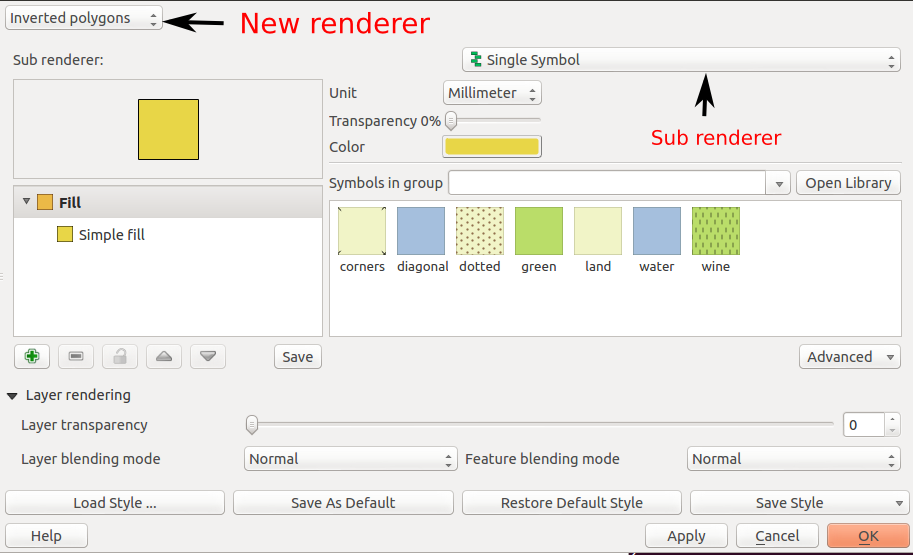 Inverted polygons
New renderer
Sub renderer:
Single Symbol
Unit
Millimeter
Transparency 0%
Color
Sub renderer
Symbols in group
Open Library
Fill
Simple fill
corners diagonal dotted green land water wine
Save
Advanced
Layer rendering
Layer transparency
0
Layer blending mode
Normal
Feature blending mode
Normal
Load Style ...
Save As Default
Restore Default Style
Save Style
Help
Apply
Cancel
OK